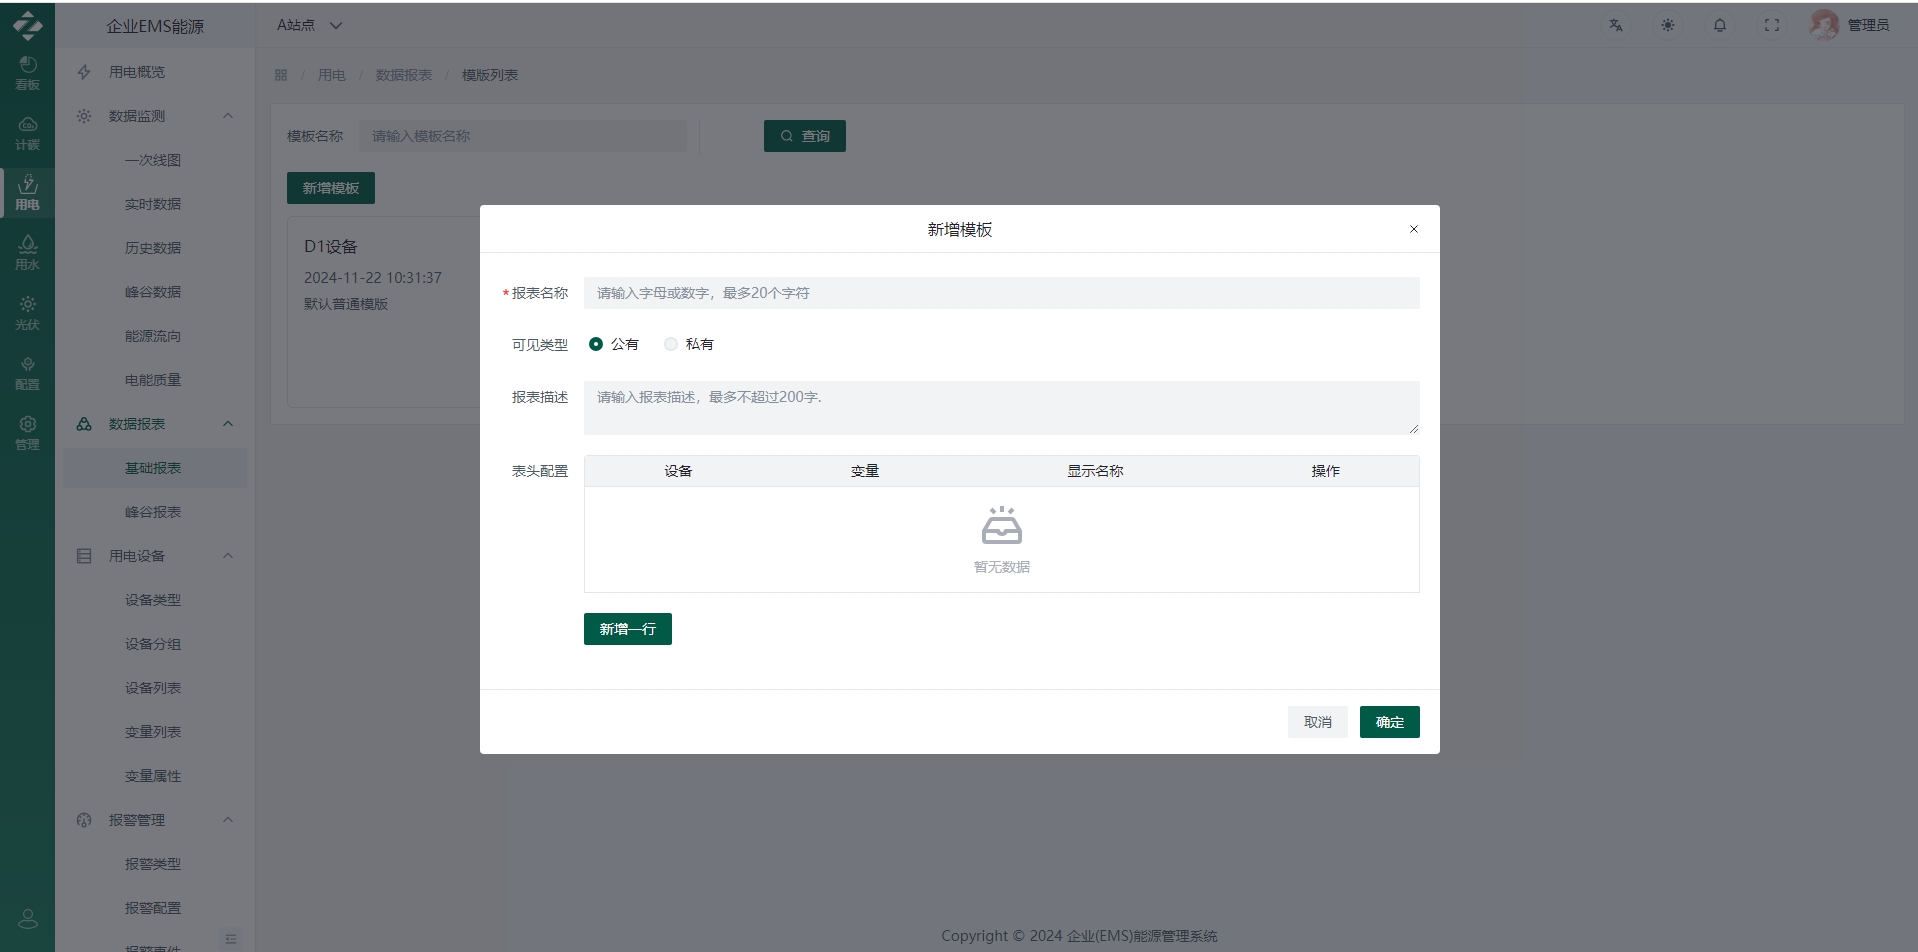 企业EMS能源
A站点
管理员
看板
计碳
用电
用水
光伏
配置
管理
用电概览
数据监测
一次线图
实时数据
历史数据
峰谷数据
能源流向
电能质量
数据报表
基础报表
峰谷报表
用电设备
设备类型
设备分组
设备列表
变量列表
变量属性
报警管理
报警类型
报警配置
报警事件
/ 用电 / 数据报表 / 模版列表
模板名称 请输入模板名称 查询
新增模板
D1设备
2024-11-22 10:31:37
默认普通模版
新增模板
*报表名称 请输入字母或数字，最多20个字符
可见类型 公有 私有
报表描述 请输入报表描述，最多不超过200字.
表头配置 设备 变量 显示名称 操作
暂无数据
新增一行
取消 确定
Copyright © 2024 企业(EMS)能源管理系统